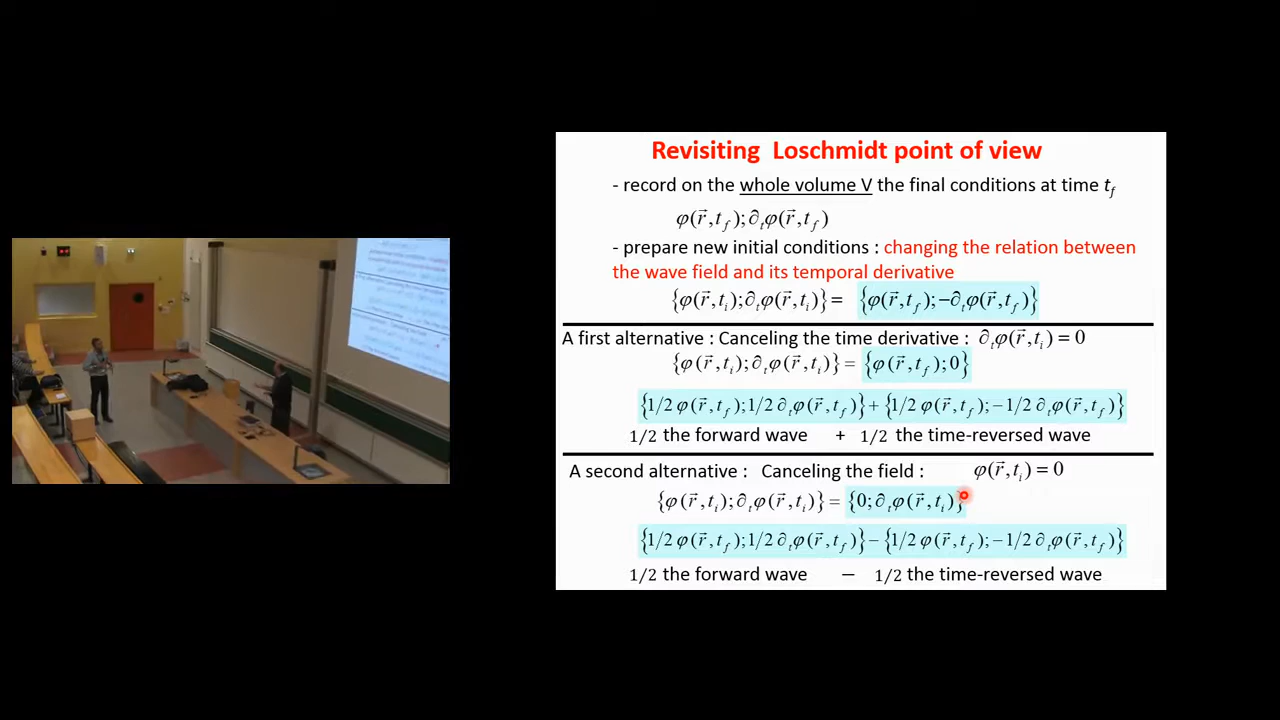 Revisiting Loschmidt point of view
- record on the whole volume V the final conditions at time t_f
φ(r⃗,t_f);∂_tφ(r⃗,t_f)
- prepare new initial conditions : changing the relation between
the wave field and its temporal derivative
{φ(r⃗,t_i);∂_tφ(r⃗,t_i)} = {φ(r⃗,t_f);−∂_tφ(r⃗,t_f)}
A first alternative : Canceling the time derivative : ∂_tφ(r⃗,t_i) = 0
{φ(r⃗,t_i);∂_tφ(r⃗,t_i)} = {φ(r⃗,t_f);0}
{1/2 φ(r⃗,t_f);1/2 ∂_tφ(r⃗,t_f)} + {1/2 φ(r⃗,t_f);−1/2 ∂_tφ(r⃗,t_f)}
1/2 the forward wave + 1/2 the time-reversed wave
A second alternative : Canceling the field : φ(r⃗,t_i) = 0
{φ(r⃗,t_i);∂_tφ(r⃗,t_i)} = {0;∂_tφ(r⃗,t_i)}
{1/2 φ(r⃗,t_f);1/2 ∂_tφ(r⃗,t_f)} − {1/2 φ(r⃗,t_f);−1/2 ∂_tφ(r⃗,t_f)}
1/2 the forward wave − 1/2 the time-reversed wave